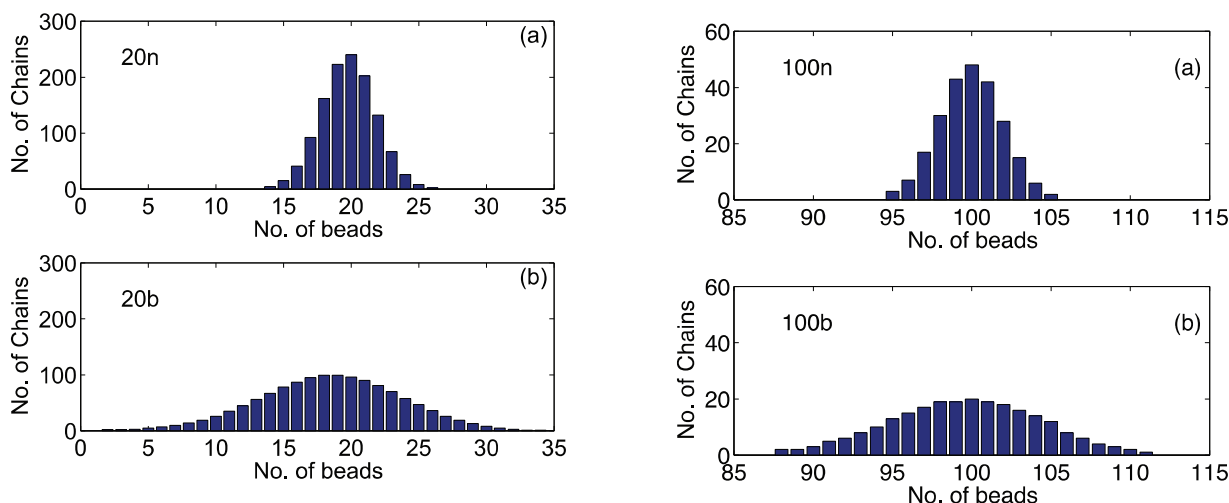 300
200
100
0
No. of Chains
20n
(a)
0 5 10 15 20 25 30 35
No. of beads
300
200
100
0
No. of Chains
20b
(b)
0 5 10 15 20 25 30 35
No. of beads
60
40
20
0
No. of Chains
100n
(a)
85 90 95 100 105 110 115
No. of beads
60
40
20
0
No. of Chains
100b
(b)
85 90 95 100 105 110 115
No. of beads